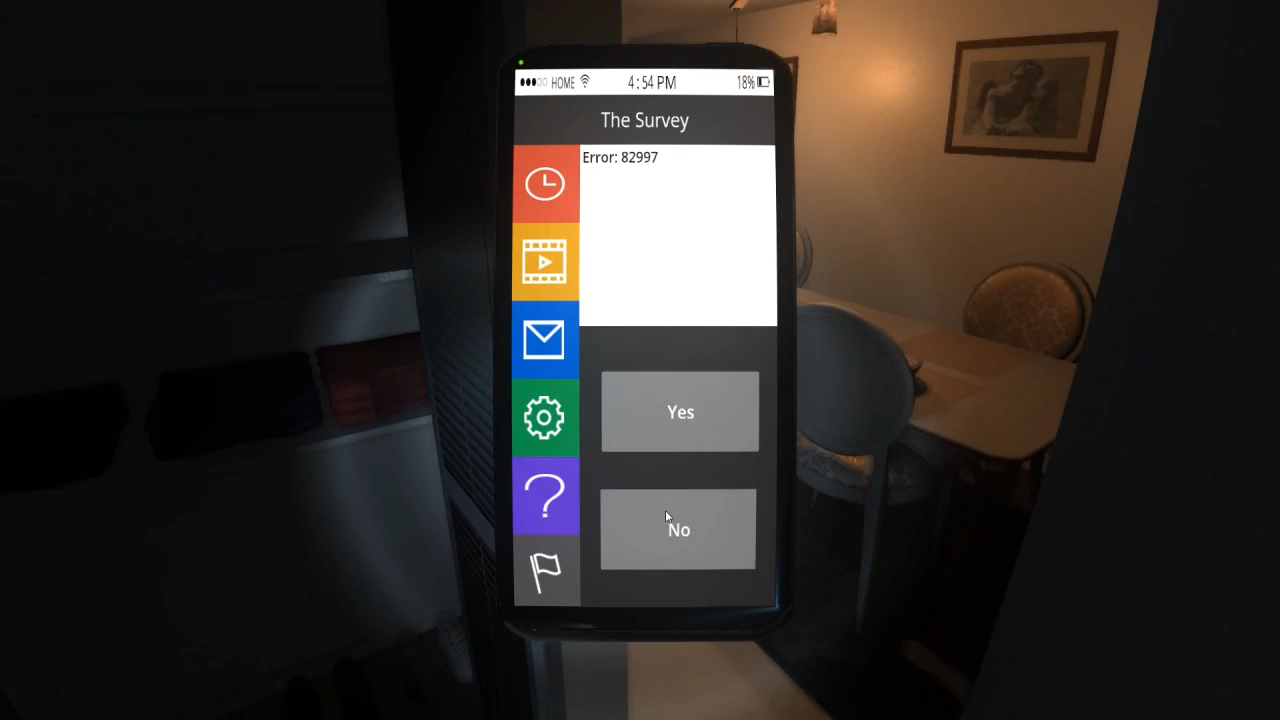 HOME 4:54 PM 18%
The Survey
Error: 82997
Yes
No